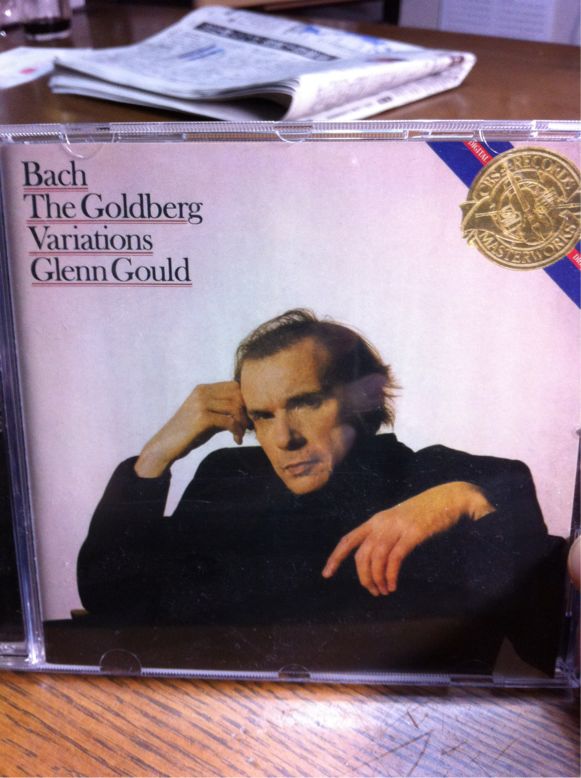 Bach
The Goldberg
Variations
Glenn Gould
DIGITAL
CBS RECORDS
MASTERWORKS